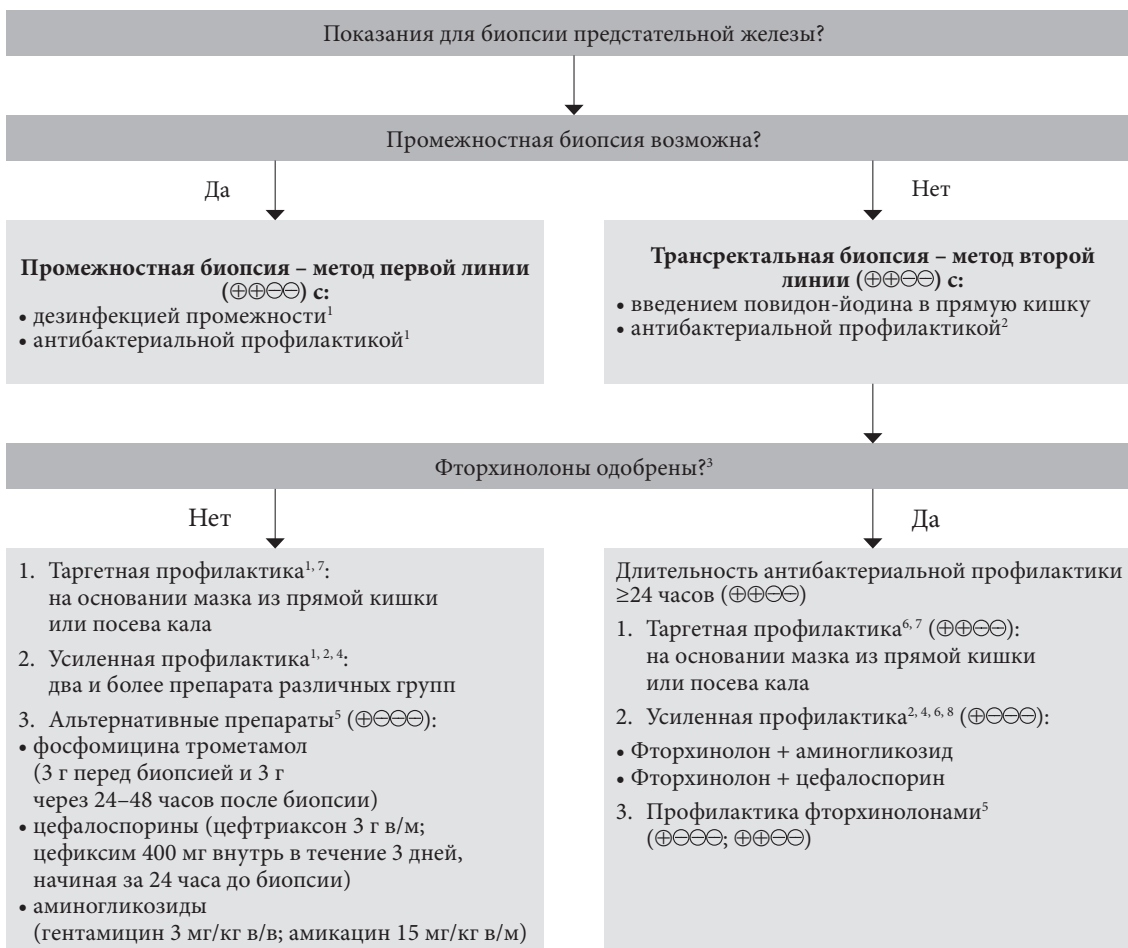 Показания для биопсии предстательной железы?
Промежностная биопсия возможна?
Да
Нет
Промежностная биопсия – метод первой линии
(⊕⊕⊖⊖) с:
• дезинфекцией промежности¹
• антибактериальной профилактикой¹
Трансректальная биопсия – метод второй
линии (⊕⊕⊖⊖) с:
• введением повидон-йодина в прямую кишку
• антибактериальной профилактикой²
Фторхинолоны одобрены?³
Нет
Да
1. Таргетная профилактика¹,⁷:
на основании мазка из прямой кишки
или посева кала
2. Усиленная профилактика¹,²,⁴:
два и более препарата различных групп
3. Альтернативные препараты⁵ (⊕⊖⊖⊖):
• фосфомицина трометамол
(3 г перед биопсией и 3 г
через 24–48 часов после биопсии)
• цефалоспорины (цефтриаксон 3 г в/м;
цефиксим 400 мг внутрь в течение 3 дней,
начиная за 24 часа до биопсии)
• аминогликозиды
(гентамицин 3 мг/кг в/в; амикацин 15 мг/кг в/м)
Длительность антибактериальной профилактики
≥24 часов (⊕⊕⊖⊖)
1. Таргетная профилактика⁶,⁷ (⊕⊕⊖⊖):
на основании мазка из прямой кишки
или посева кала
2. Усиленная профилактика²,⁴,⁶,⁸ (⊕⊖⊖⊖):
• Фторхинолон + аминогликозид
• Фторхинолон + цефалоспорин
3. Профилактика фторхинолонами⁵
(⊕⊖⊖⊖; ⊕⊕⊖⊖)